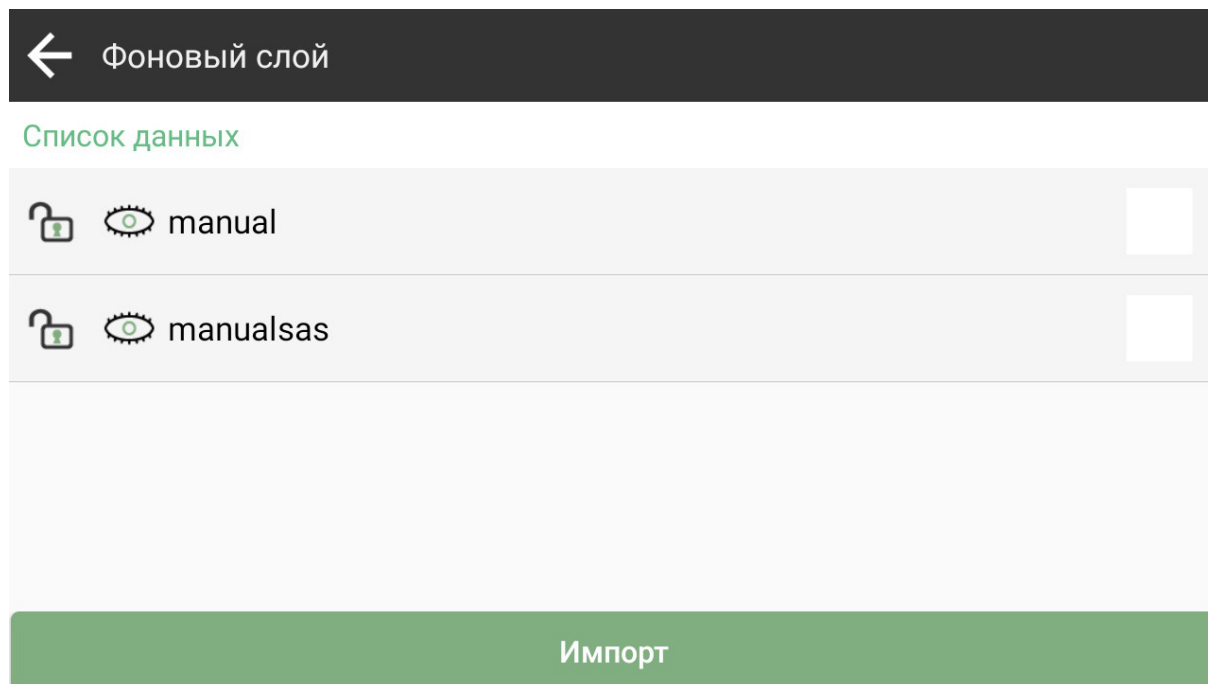 Фоновый слой
Список данных
manual
manualsas
Импорт